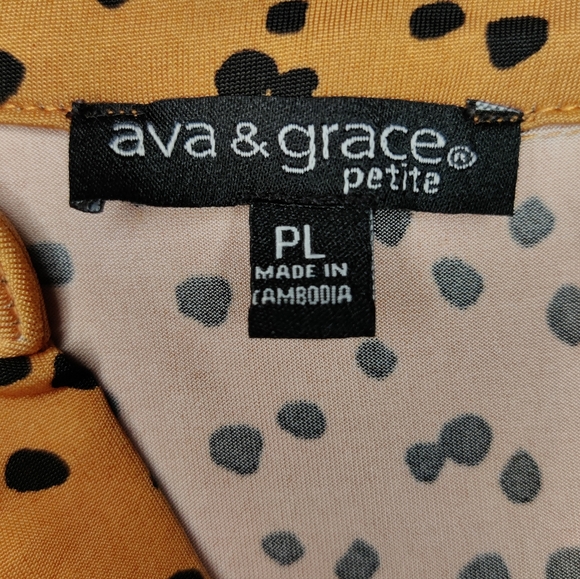 ava & grace®
petite
PL
MADE IN
CAMBODIA